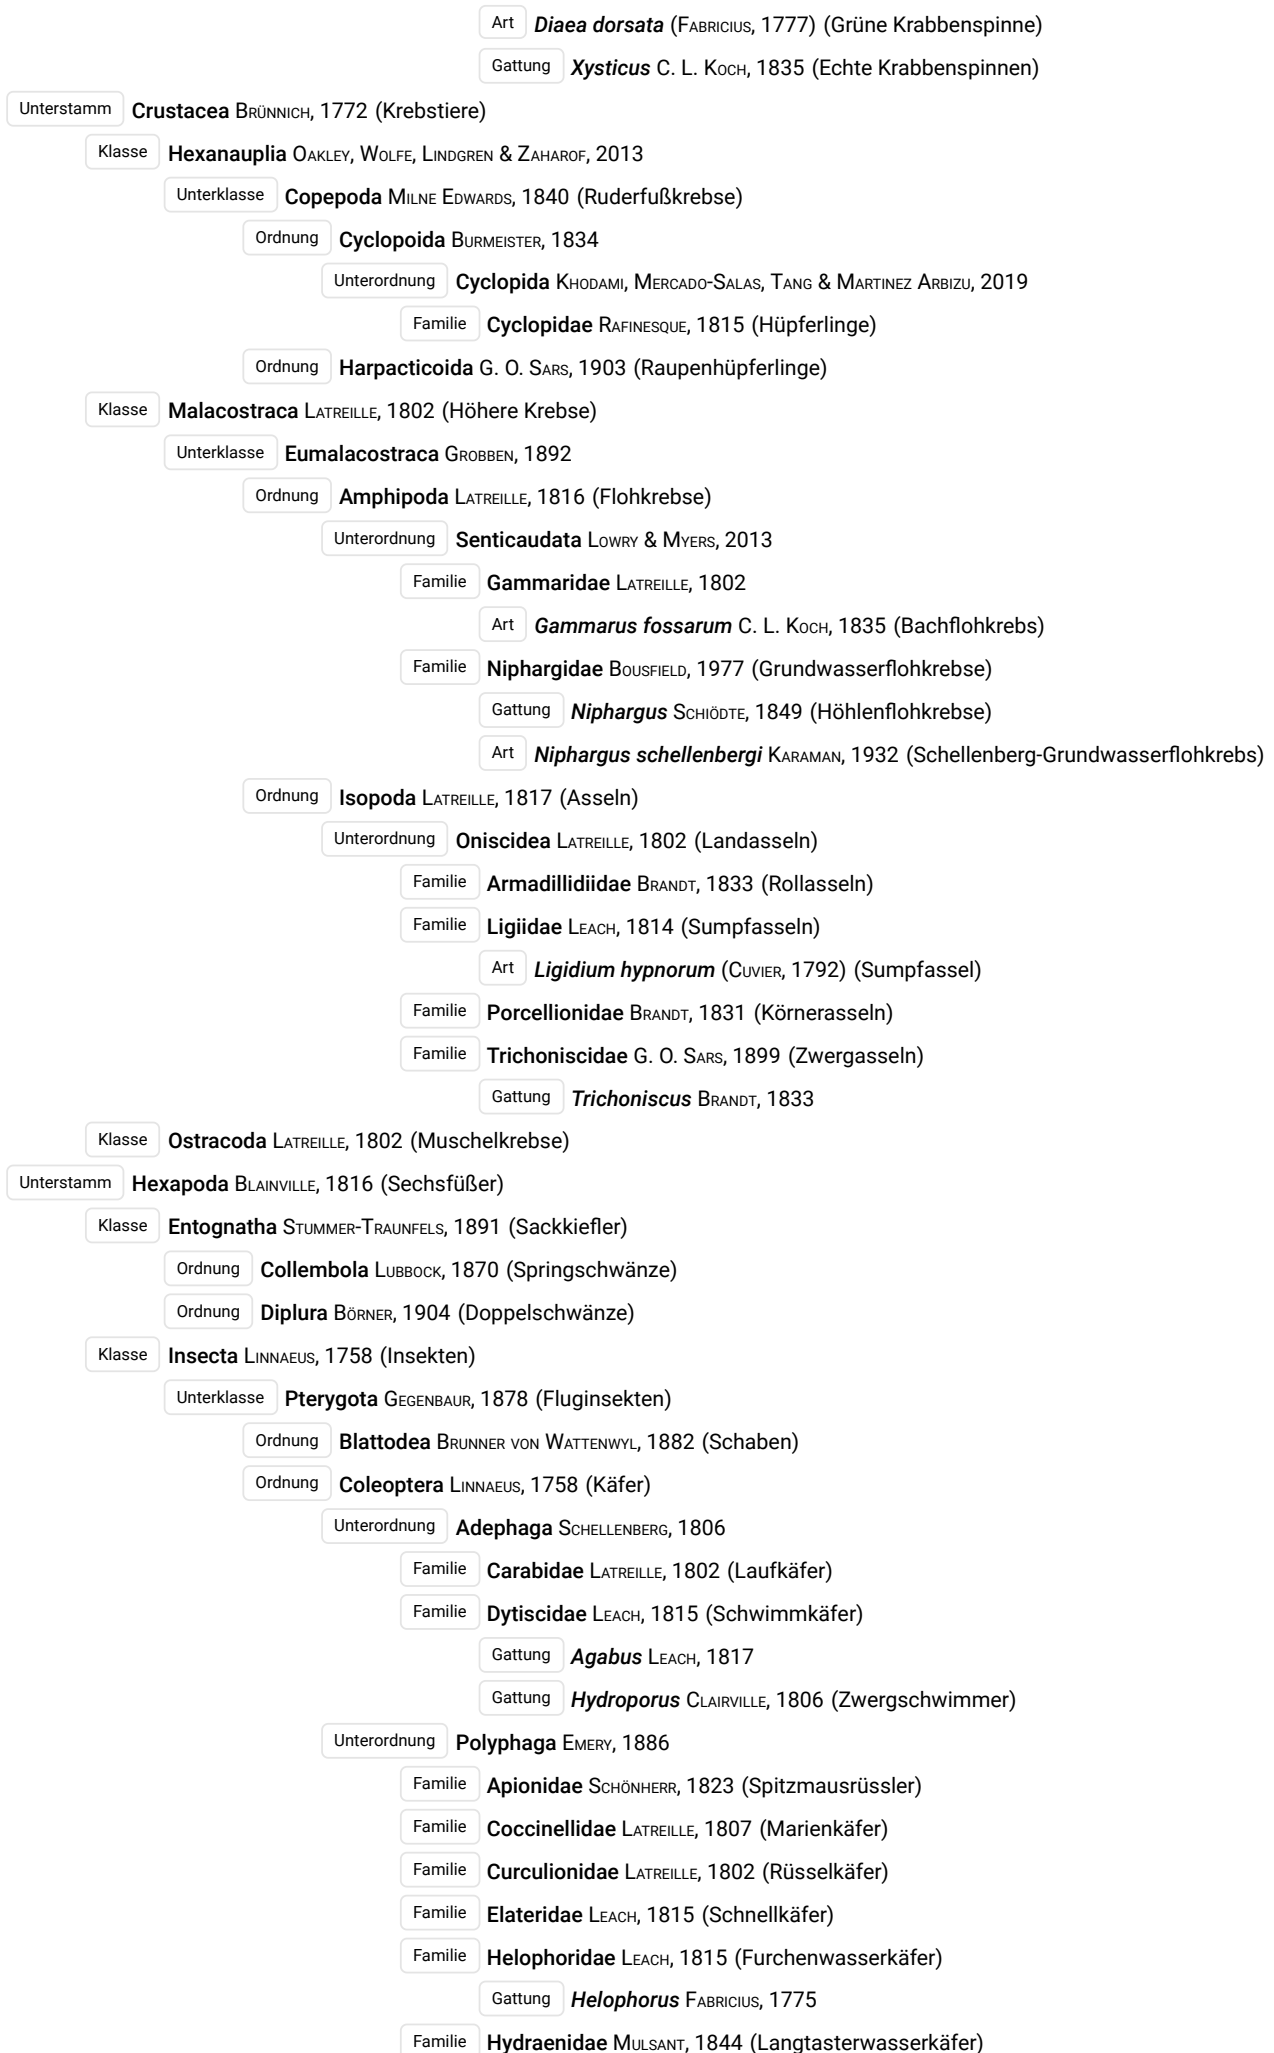 Art Diaea dorsata (Fabricius, 1777) (Grüne Krabbenspinne)
Gattung Xysticus C. L. Koch, 1835 (Echte Krabbenspinnen)
Unterstamm Crustacea Brünnich, 1772 (Krebstiere)
Klasse Hexanauplia Oakley, Wolfe, Lindgren & Zaharof, 2013
Unterklasse Copepoda Milne Edwards, 1840 (Ruderfußkrebse)
Ordnung Cyclopoida Burmeister, 1834
Unterordnung Cyclopida Khodami, Mercado-Salas, Tang & Martinez Arbizu, 2019
Familie Cyclopidae Rafinesque, 1815 (Hüpferlinge)
Ordnung Harpacticoida G. O. Sars, 1903 (Raupenhüpferlinge)
Klasse Malacostraca Latreille, 1802 (Höhere Krebse)
Unterklasse Eumalacostraca Grobben, 1892
Ordnung Amphipoda Latreille, 1816 (Flohkrebse)
Unterordnung Senticaudata Lowry & Myers, 2013
Familie Gammaridae Latreille, 1802
Art Gammarus fossarum C. L. Koch, 1835 (Bachflohkrebs)
Familie Niphargidae Bousfield, 1977 (Grundwasserflohkrebse)
Gattung Niphargus Schiödte, 1849 (Höhlenflohkrebse)
Art Niphargus schellenbergi Karaman, 1932 (Schellenberg-Grundwasserflohkrebs)
Ordnung Isopoda Latreille, 1817 (Asseln)
Unterordnung Oniscidea Latreille, 1802 (Landasseln)
Familie Armadillidiidae Brandt, 1833 (Rollasseln)
Familie Ligiidae Leach, 1814 (Sumpfasseln)
Art Ligidium hypnorum (Cuvier, 1792) (Sumpfassel)
Familie Porcellionidae Brandt, 1831 (Körnerasseln)
Familie Trichoniscidae G. O. Sars, 1899 (Zwergasseln)
Gattung Trichoniscus Brandt, 1833
Klasse Ostracoda Latreille, 1802 (Muschelkrebse)
Unterstamm Hexapoda Blainville, 1816 (Sechsfüßer)
Klasse Entognatha Stummer-Traunfels, 1891 (Sackkiefler)
Ordnung Collembola Lubbock, 1870 (Springschwänze)
Ordnung Diplura Börner, 1904 (Doppelschwänze)
Klasse Insecta Linnaeus, 1758 (Insekten)
Unterklasse Pterygota Gegenbaur, 1878 (Fluginsekten)
Ordnung Blattodea Brunner von Wattenwyl, 1882 (Schaben)
Ordnung Coleoptera Linnaeus, 1758 (Käfer)
Unterordnung Adephaga Schellenberg, 1806
Familie Carabidae Latreille, 1802 (Laufkäfer)
Familie Dytiscidae Leach, 1815 (Schwimmkäfer)
Gattung Agabus Leach, 1817
Gattung Hydroporus Clairville, 1806 (Zwergschwimmer)
Unterordnung Polyphaga Emery, 1886
Familie Apionidae Schönherr, 1823 (Spitzmausrüssler)
Familie Coccinellidae Latreille, 1807 (Marienkäfer)
Familie Curculionidae Latreille, 1802 (Rüsselkäfer)
Familie Elateridae Leach, 1815 (Schnellkäfer)
Familie Helophoridae Leach, 1815 (Furchenwasserkäfer)
Gattung Helophorus Fabricius, 1775
Familie Hydraenidae Mulsant, 1844 (Langtasterwasserkäfer)